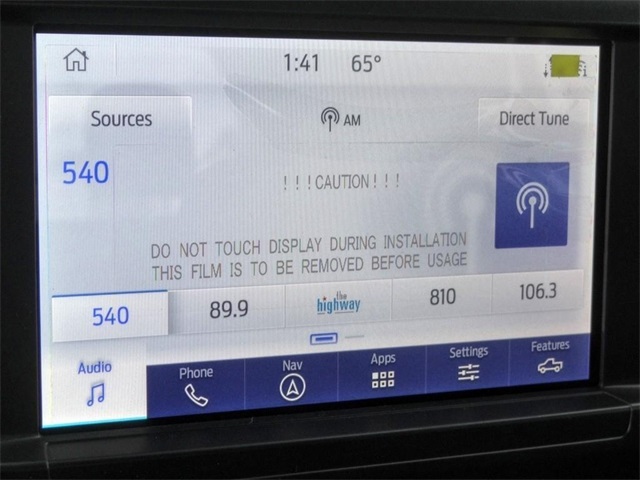 1:41 65°
Sources
AM
Direct Tune
540
! ! ! CAUTION ! ! !
DO NOT TOUCH DISPLAY DURING INSTALLATION
THIS FILM IS TO BE REMOVED BEFORE USAGE
540
89.9
the
highway
810
106.3
Audio
Phone
Nav
Apps
Settings
Features